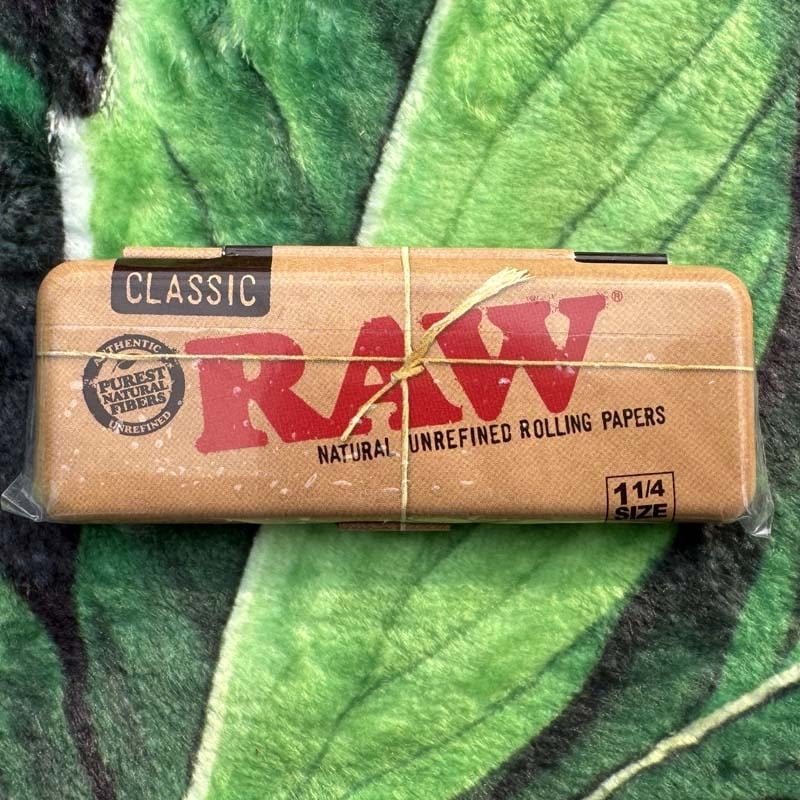 CLASSIC
RAW®
AUTHENTIC
PUREST
NATURAL
FIBERS
UNREFINED
NATURAL UNREFINED ROLLING PAPERS
1 1/4
SIZE